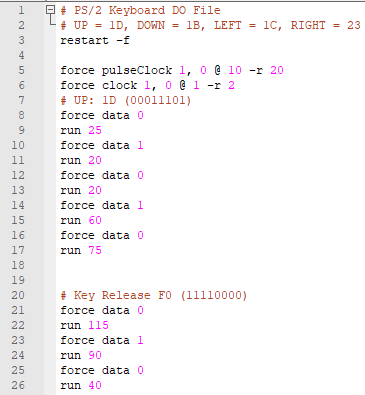 1 # PS/2 Keyboard DO File
2 # UP = 1D, DOWN = 1B, LEFT = 1C, RIGHT = 23
3 restart -f
4
5 force pulseClock 1, 0 @ 10 -r 20
6 force clock 1, 0 @ 1 -r 2
7 # UP: 1D (00011101)
8 force data 0
9 run 25
10 force data 1
11 run 20
12 force data 0
13 run 20
14 force data 1
15 run 60
16 force data 0
17 run 75
18
19
20 # Key Release F0 (11110000)
21 force data 0
22 run 115
23 force data 1
24 run 90
25 force data 0
26 run 40